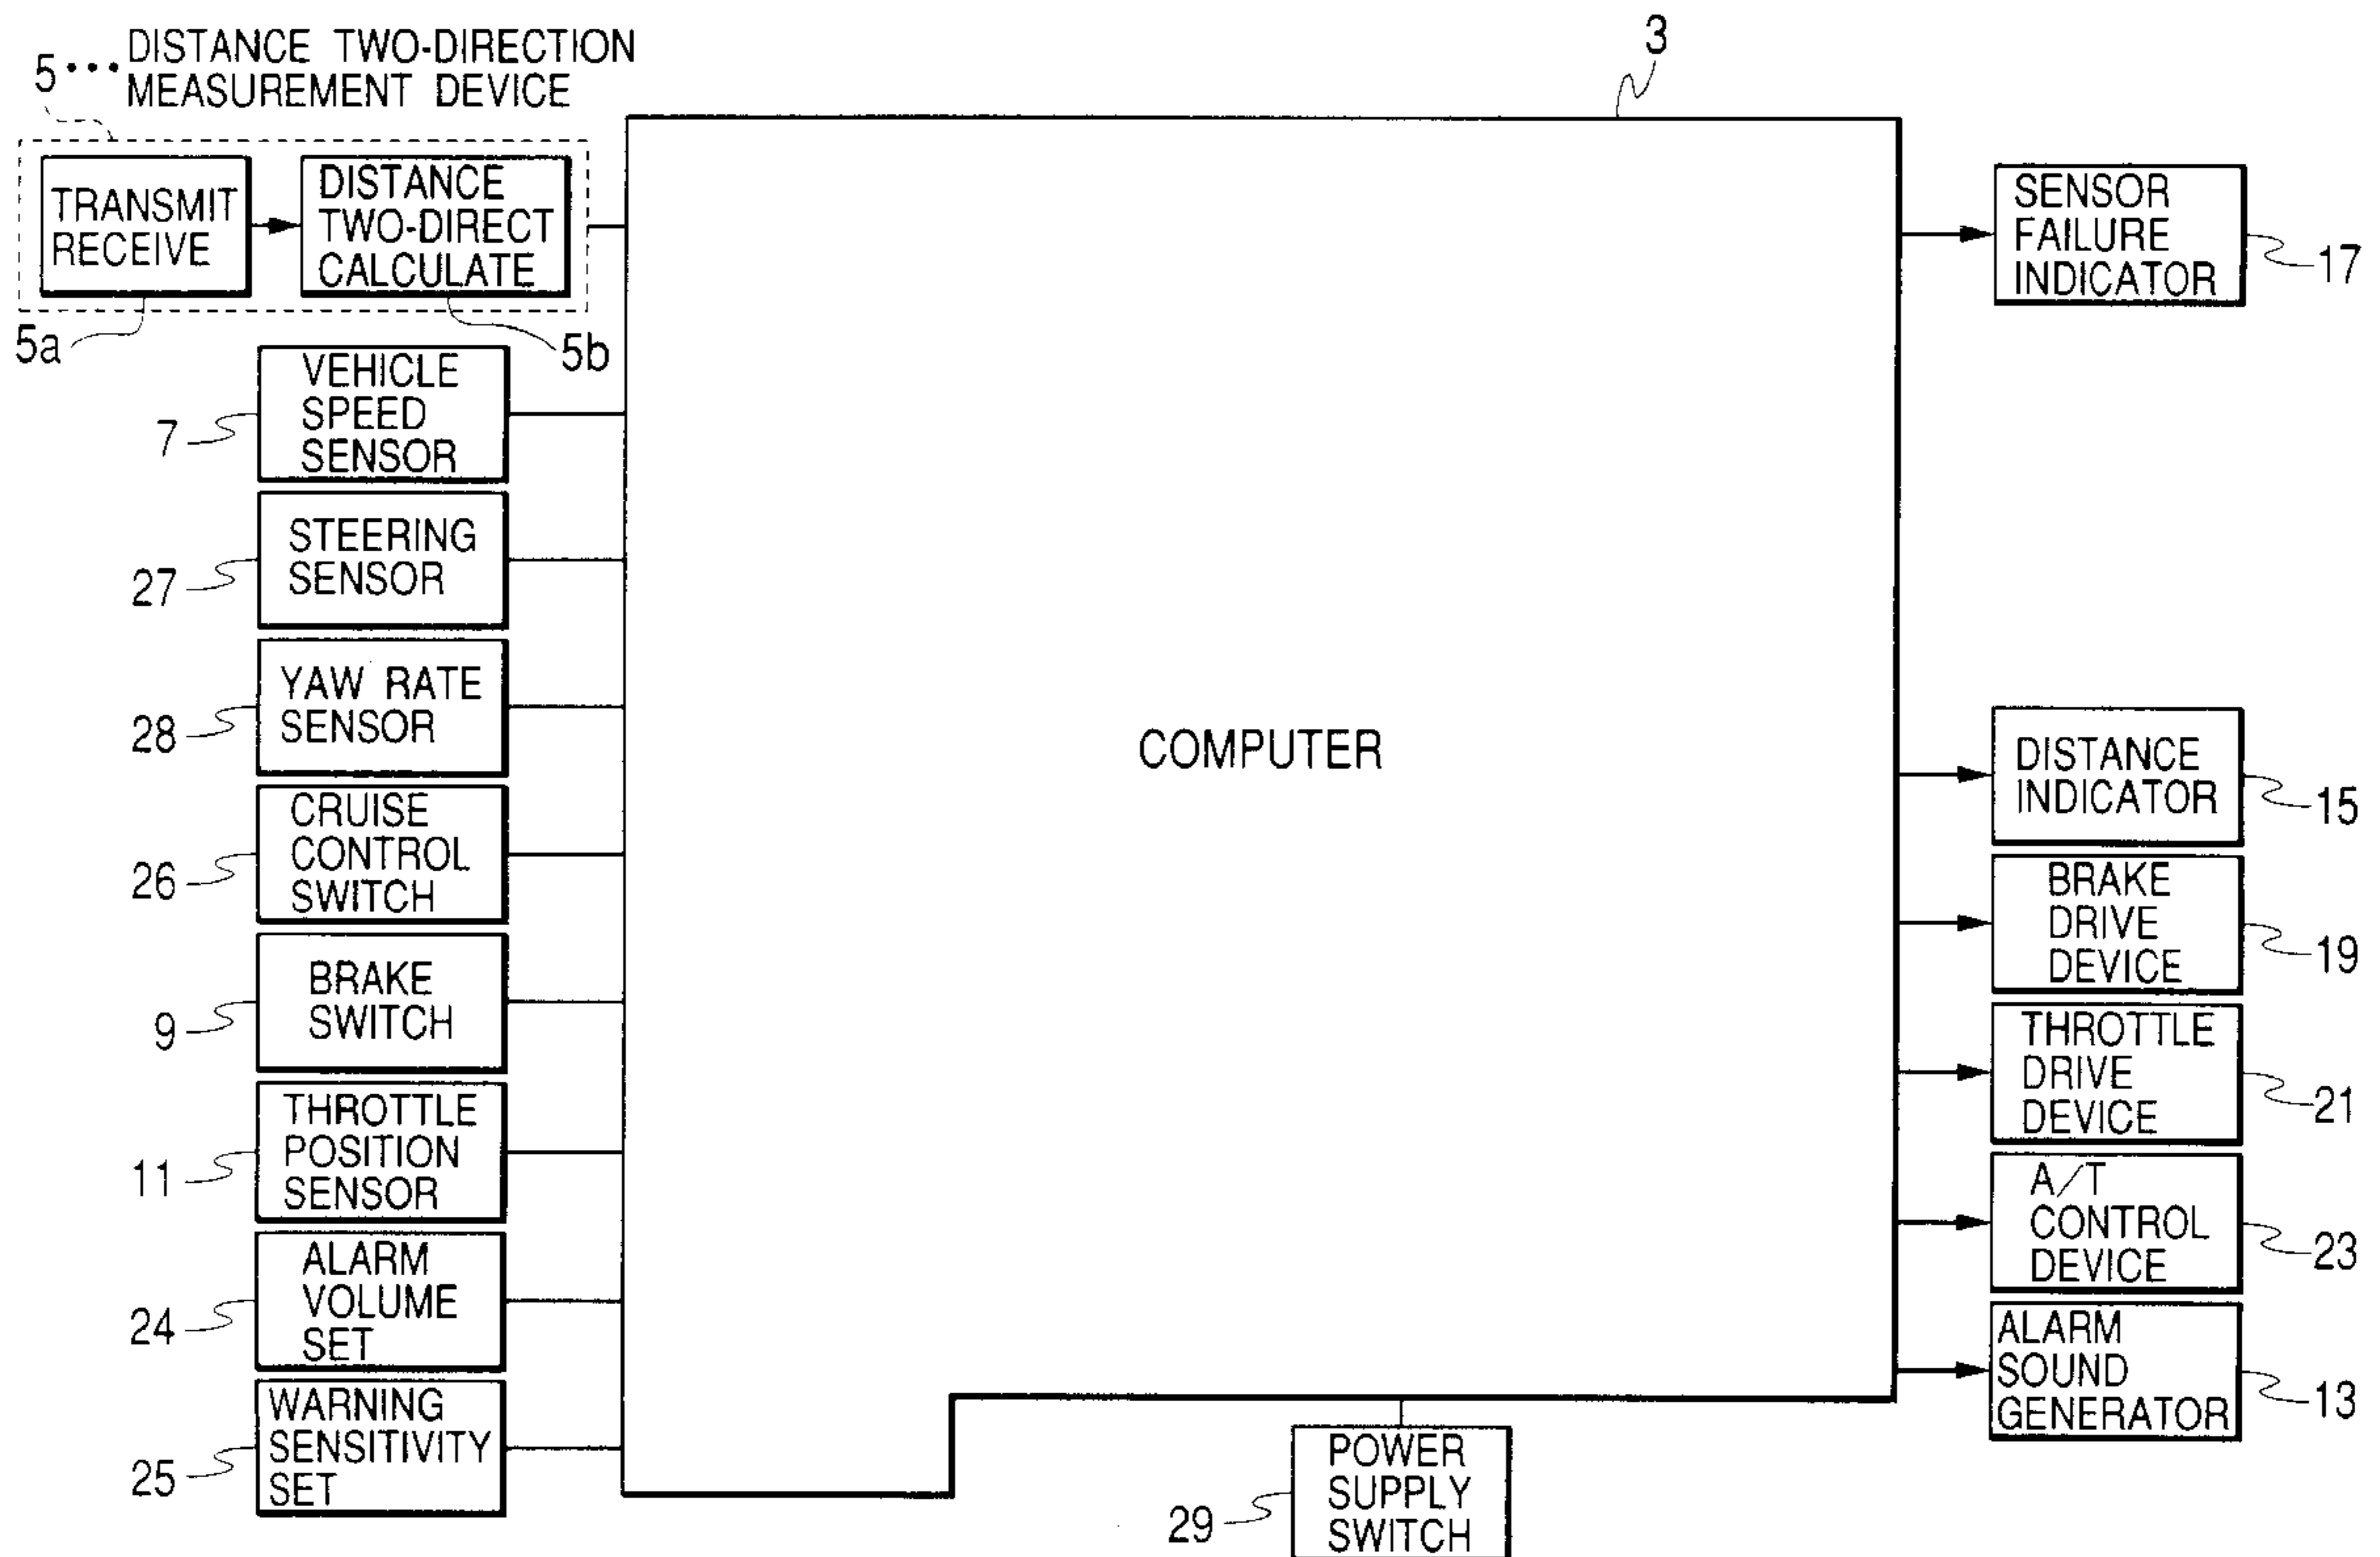 5•••DISTANCE TWO-DIRECTION
MEASUREMENT DEVICE
3
TRANSMIT
RECEIVE
5a
DISTANCE
TWO-DIRECT
CALCULATE
5b
VEHICLE
SPEED
SENSOR
7
STEERING
SENSOR
27
YAW RATE
SENSOR
28
CRUISE
CONTROL
SWITCH
26
BRAKE
SWITCH
9
THROTTLE
POSITION
SENSOR
11
ALARM
VOLUME
SET
24
WARNING
SENSITIVITY
SET
25
COMPUTER
POWER
SUPPLY
SWITCH
29
SENSOR
FAILURE
INDICATOR
17
DISTANCE
INDICATOR
15
BRAKE
DRIVE
DEVICE
19
THROTTLE
DRIVE
DEVICE
21
A/T
CONTROL
DEVICE
23
ALARM
SOUND
GENERATOR
13